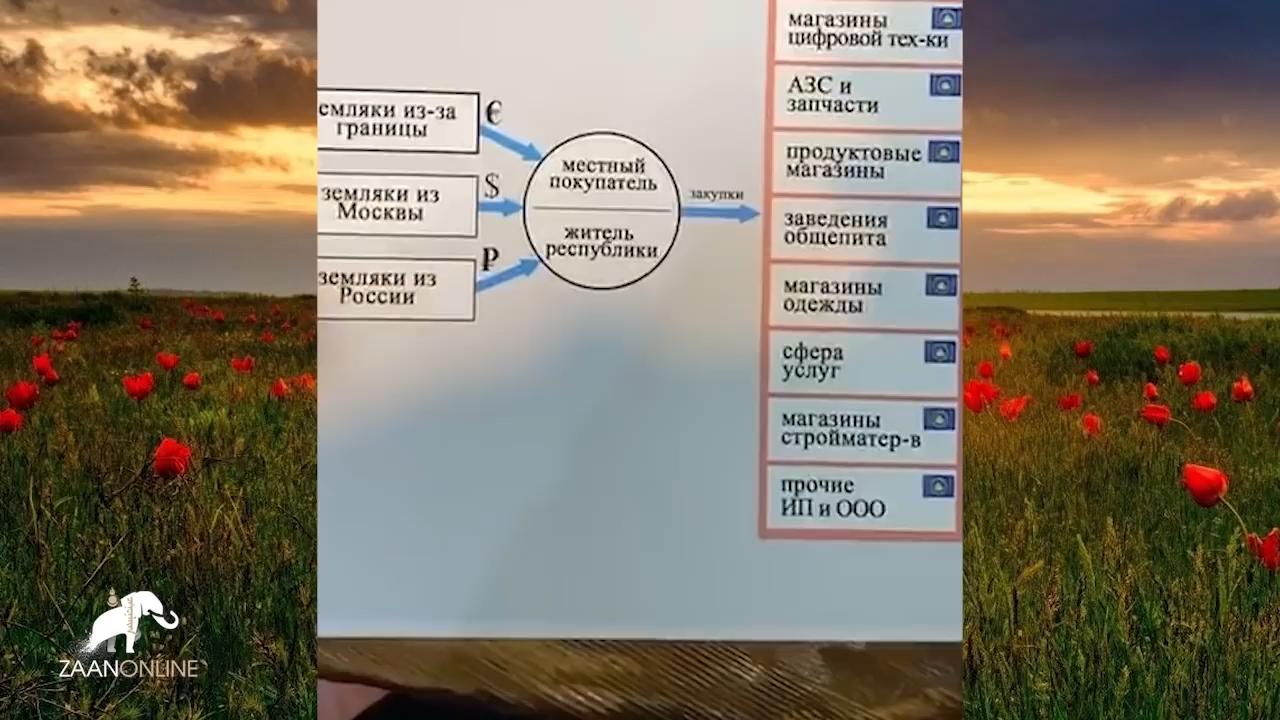 емляки из-за
границы
€
земляки из
Москвы
$
земляки из
России
₽
местный
покупатель
житель
республики
закупки
магазины
цифровой тех-ки
АЗС и
запчасти
продуктовые
магазины
заведения
общепита
магазины
одежды
сфера
услуг
магазины
стройматер-в
прочие
ИП и ООО
ZAANONLINE